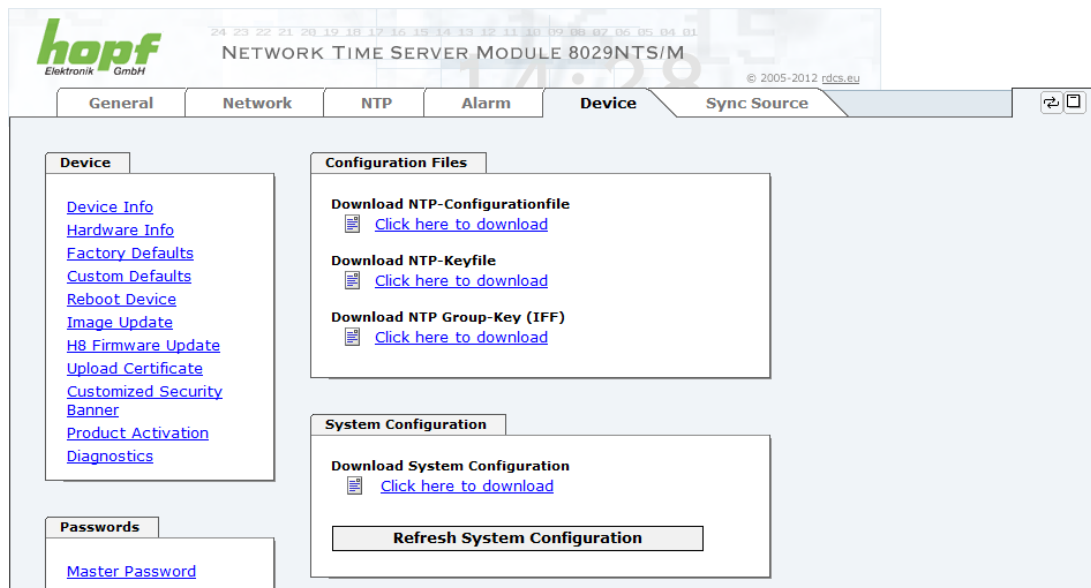 hopf
Elektronik GmbH
24 23 22 21 20 19 18 17 16 15 14 13 12 11 10 09 08 07 06 05 04 01
NETWORK TIME SERVER MODULE 8029NTS/M
14:28
© 2005-2012 rdcs.eu
General
Network
NTP
Alarm
Device
Sync Source
Device
Device Info
Hardware Info
Factory Defaults
Custom Defaults
Reboot Device
Image Update
H8 Firmware Update
Upload Certificate
Customized Security
Banner
Product Activation
Diagnostics
Passwords
Master Password
Configuration Files
Download NTP-Configurationfile
Click here to download
Download NTP-Keyfile
Click here to download
Download NTP Group-Key (IFF)
Click here to download
System Configuration
Download System Configuration
Click here to download
Refresh System Configuration